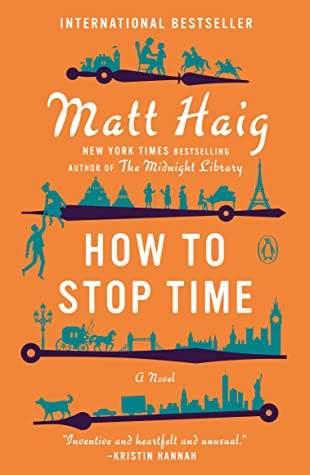 INTERNATIONAL BESTSELLER
Matt Haig
NEW YORK TIMES BESTSELLING
AUTHOR OF The Midnight Library
HOW TO
STOP TIME
A Novel
"Inventive and heartfelt and unusual."
–KRISTIN HANNAH